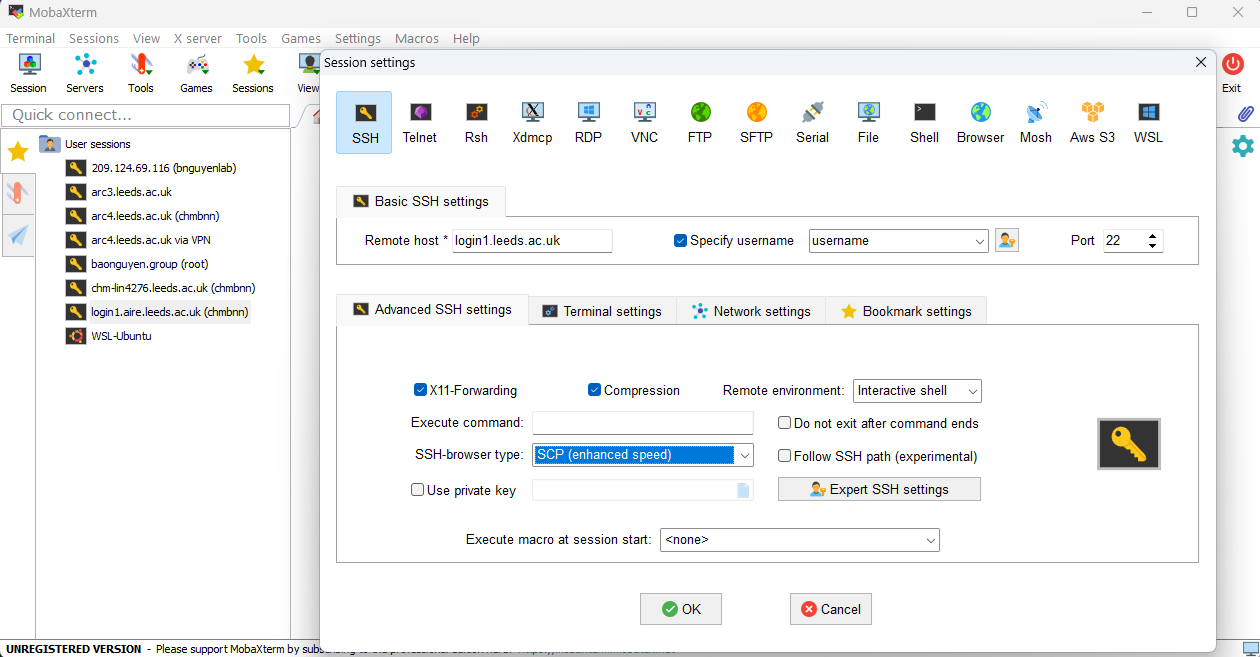 MobaXterm
Terminal Sessions View X server Tools Games Settings Macros Help
Session Servers Tools Games Sessions View
Exit
Quick connect...
User sessions
209.124.69.116 (bnguyenlab)
arc3.leeds.ac.uk
arc4.leeds.ac.uk (chmbnn)
arc4.leeds.ac.uk via VPN
baonguyen.group (root)
chm-lin4276.leeds.ac.uk (chmbnn)
login1.aire.leeds.ac.uk (chmbnn)
WSL-Ubuntu
Session settings
SSH Telnet Rsh Xdmcp RDP VNC FTP SFTP Serial File Shell Browser Mosh Aws S3 WSL
Basic SSH settings
Remote host * login1.leeds.ac.uk Specify username username Port 22
Advanced SSH settings Terminal settings Network settings Bookmark settings
X11-Forwarding Compression Remote environment: Interactive shell
Execute command: Do not exit after command ends
SSH-browser type: SCP (enhanced speed) Follow SSH path (experimental)
Use private key Expert SSH settings
Execute macro at session start: <none>
OK Cancel
UNREGISTERED VERSION - Please support MobaXterm by